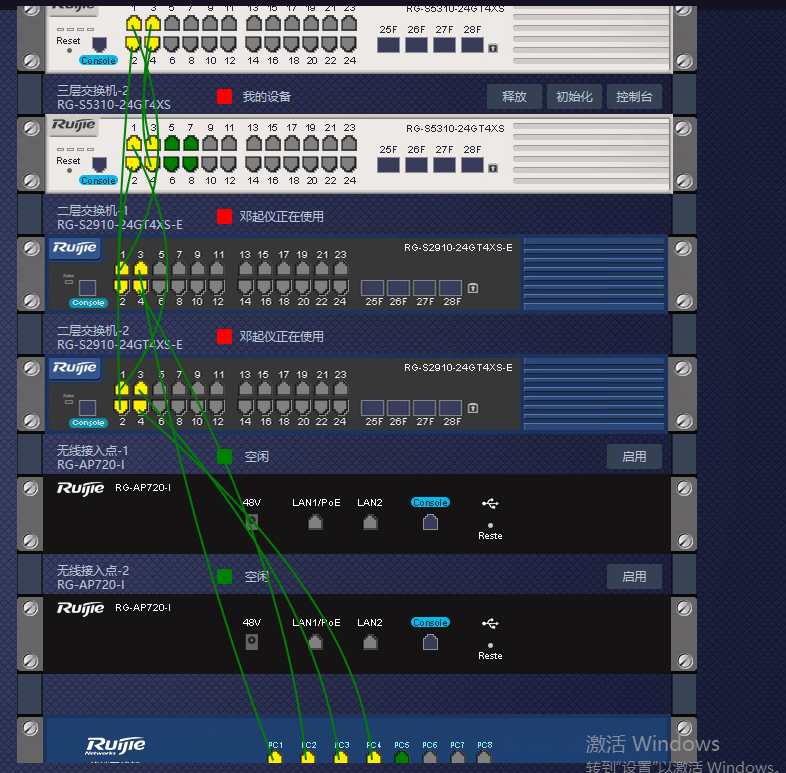 Ruijie
1 3 5 7 9 11 13 15 17 19 21 23
RG-S5310-24GT4XS
25F 26F 27F 28F
Reset
Console
2 4 6 8 10 12 14 16 18 20 22 24
三层交换机-2
RG-S5310-24GT4XS
我的设备
释放 初始化 控制台
Ruijie
1 3 5 7 9 11 13 15 17 19 21 23
RG-S5310-24GT4XS
25F 26F 27F 28F
Reset
Console
2 4 6 8 10 12 14 16 18 20 22 24
二层交换机-1
RG-S2910-24GT4XS-E
邓起仪正在使用
Ruijie
RG-S2910-24GT4XS-E
1 3 5 7 9 11 13 15 17 19 21 23
Console
2 4 6 8 10 12 14 16 18 20 22 24
25F 26F 27F 28F
二层交换机-2
RG-S2910-24GT4XS-E
邓起仪正在使用
Ruijie
RG-S2910-24GT4XS-E
1 3 5 7 9 11 13 15 17 19 21 23
Console
2 4 6 8 10 12 14 16 18 20 22 24
25F 26F 27F 28F
无线接入点-1
RG-AP720-I
空闲
启用
Ruijie RG-AP720-I
48V LAN1/PoE LAN2 Console
Reste
无线接入点-2
RG-AP720-I
空闲
启用
Ruijie RG-AP720-I
48V LAN1/PoE LAN2 Console
Reste
Ruijie
Networks
PC1 PC2 PC3 PC4 PC5 PC6 PC7 PC8
激活 Windows
转到"设置"以激活 Windows。